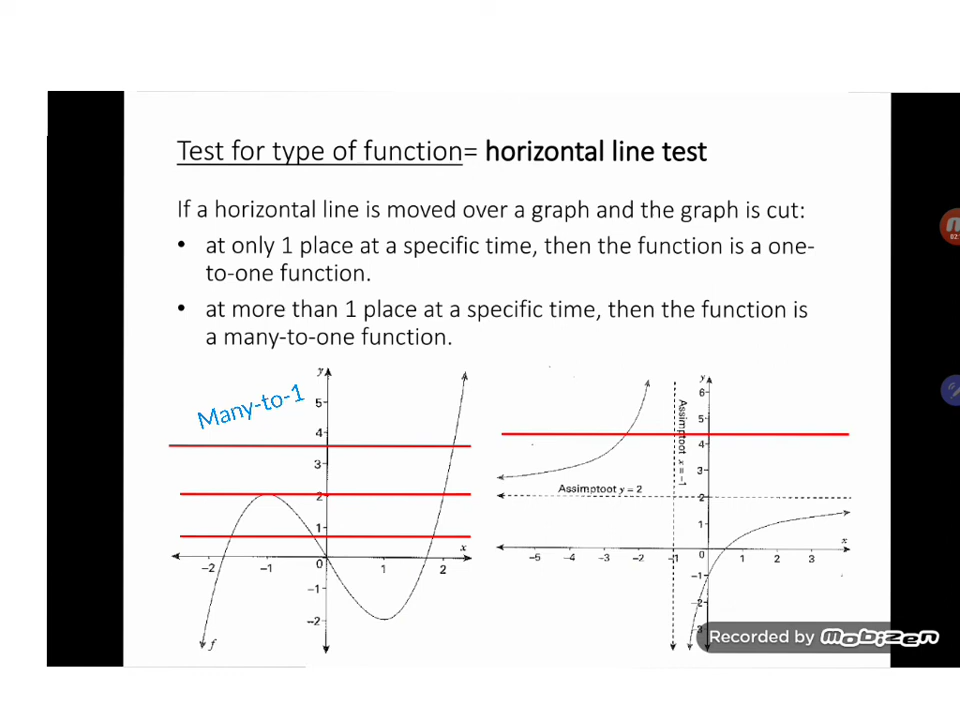 Test for type of function= horizontal line test
If a horizontal line is moved over a graph and the graph is cut:
• at only 1 place at a specific time, then the function is a one-
to-one function.
• at more than 1 place at a specific time, then the function is
a many-to-one function.
Many-to-1
y
5
4
3
2
1
x
-2
-1
0
1
2
-1
-2
f
y
6
5
4
3
2
1
Assimptoot x = -1
Assimptoot y = 2
x
-5
-4
-3
-2
-1
0
1
2
3
-1
-2
-3
Recorded by mobizen